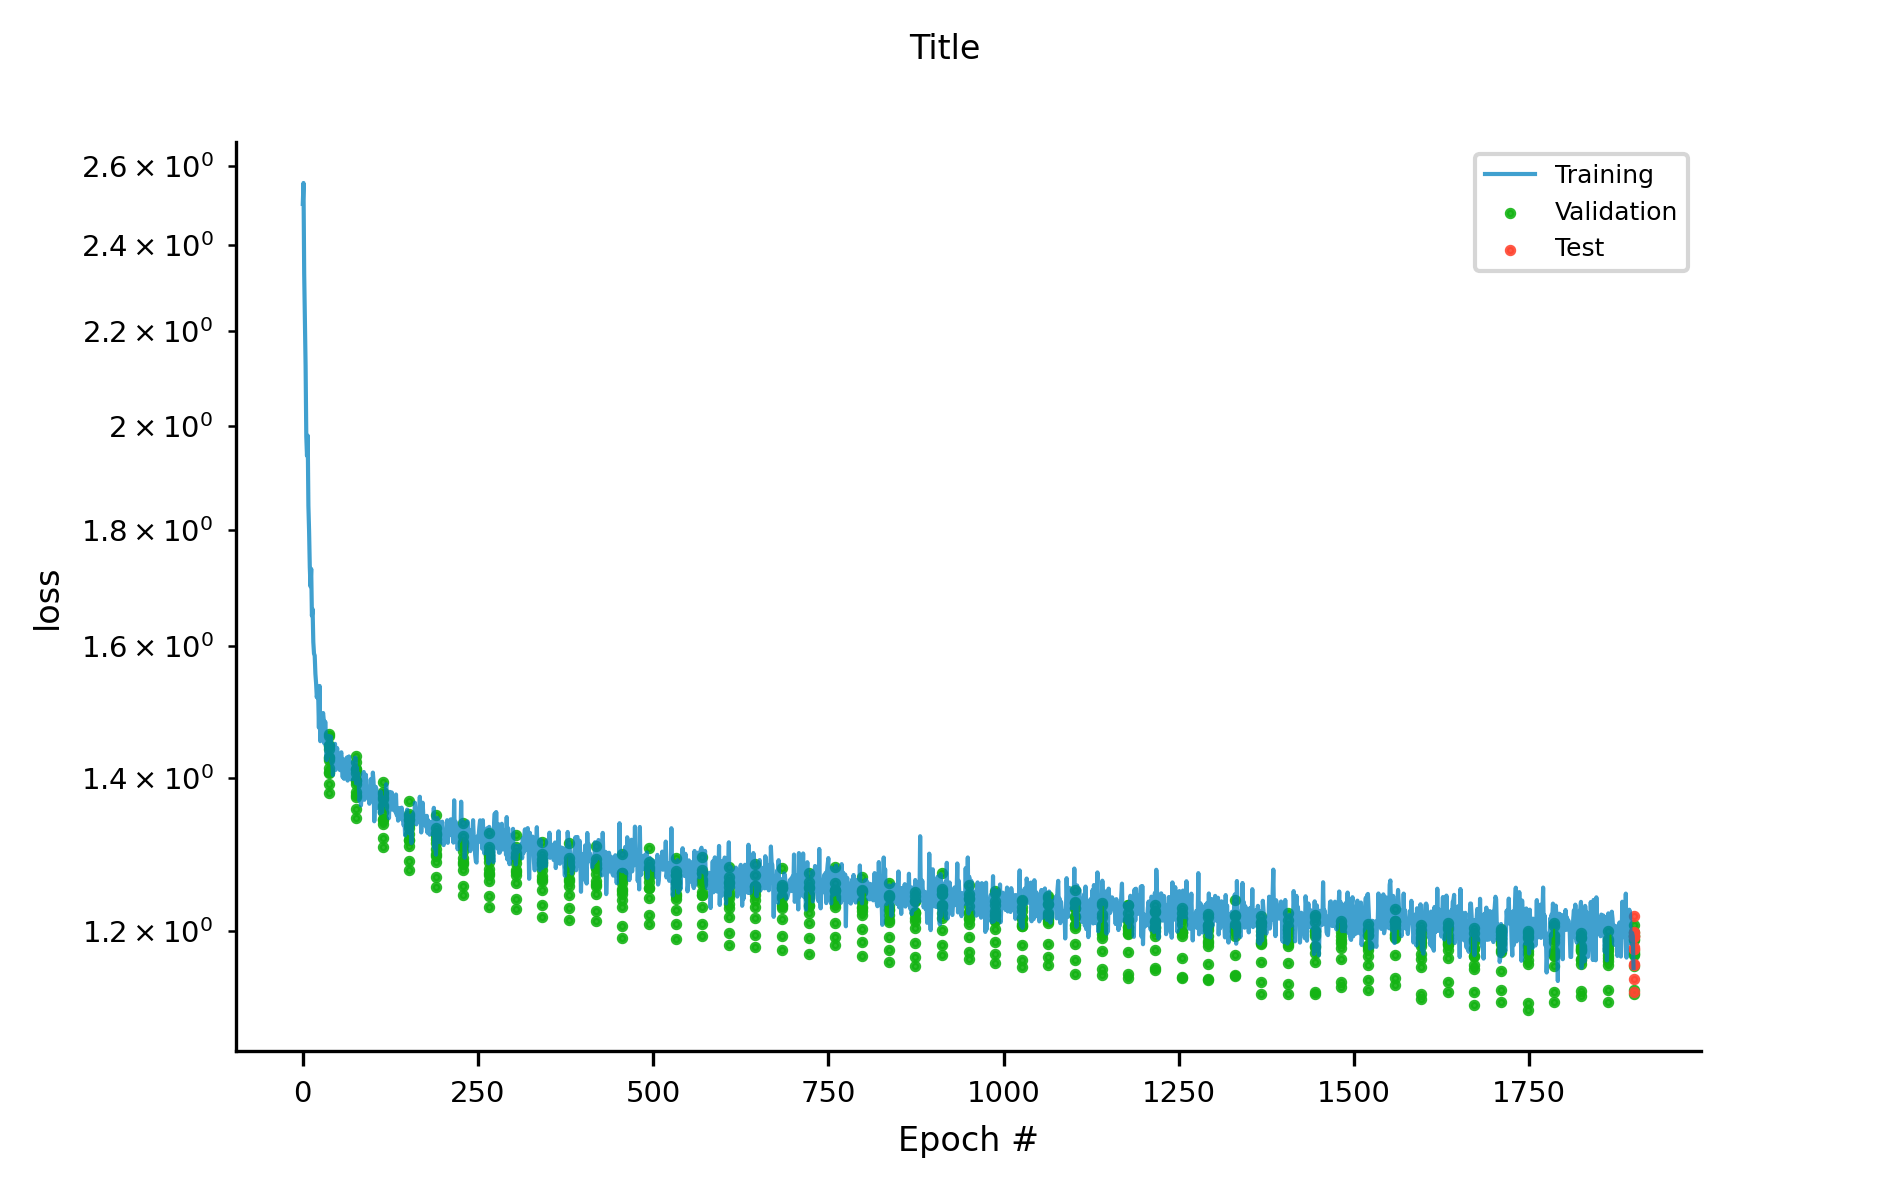 Title
2.6 × 10⁰
2.4 × 10⁰
2.2 × 10⁰
2 × 10⁰
1.8 × 10⁰
1.6 × 10⁰
1.4 × 10⁰
1.2 × 10⁰
loss
Training
Validation
Test
0 250 500 750 1000 1250 1500 1750
Epoch #